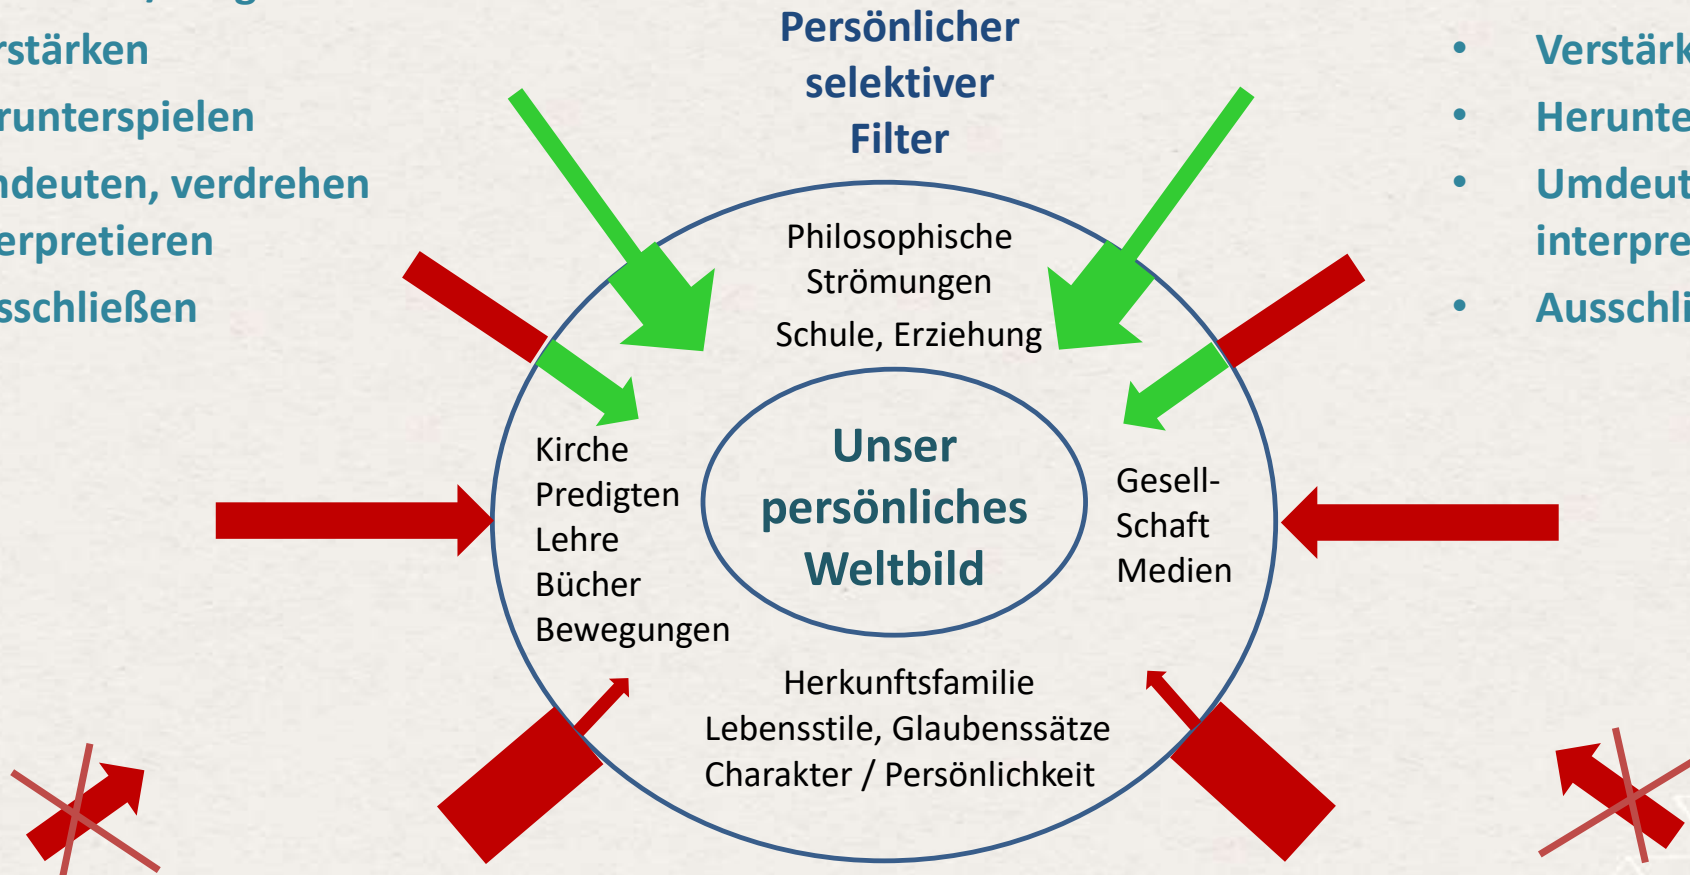 rstärken
runterspielen
ndeuten, verdrehen
erpretieren
sschließen
Persönlicher
selektiver
Filter
• Verstärk
• Herunte
• Umdeut
interpre
• Ausschli
Philosophische
Strömungen
Schule, Erziehung
Kirche
Predigten
Lehre
Bücher
Bewegungen
Unser
persönliches
Weltbild
Gesell-
Schaft
Medien
Herkunftsfamilie
Lebensstile, Glaubenssätze
Charakter / Persönlichkeit